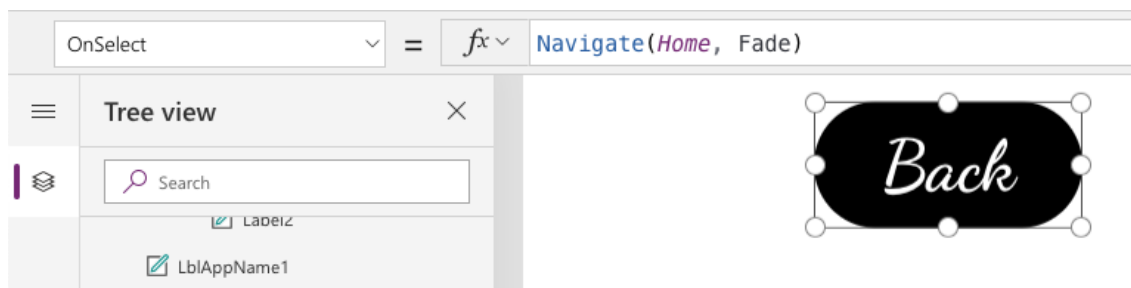 OnSelect = fx Navigate(Home, Fade)
Tree view
Back
Search
Label2
LblAppName1